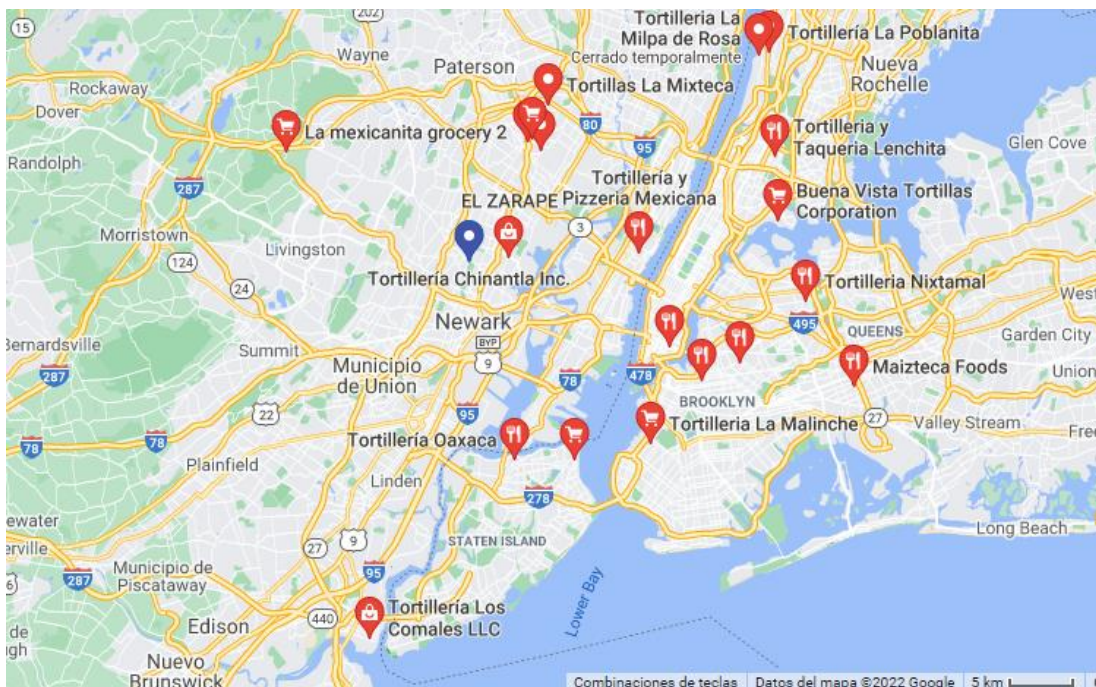 15
202
Tortilleria La
Milpa de Rosa
Cerrado temporalmente
Tortillería La Poblanita
Wayne
Paterson
Nueva
Rochelle
Rockaway
Dover
Tortillas La Mixteca
80
La mexicanita grocery 2
95
Tortilleria y
Taqueria Lenchita
Glen Cove
Randolph
287
Tortillería y
Pizzeria Mexicana
EL ZARAPE
Buena Vista Tortillas
Corporation
3
Morristown
Livingston
124
Tortillería Chinantla Inc.
Tortilleria Nixtamal
24
West
Newark
495
QUEENS
Garden City
Bernardsville
Summit
BYP
9
Municipio
de Union
287
78
478
Maizteca Foods
Union
BROOKLYN
22
95
27
Valley Stream
Free
78
78
Tortillería Oaxaca
Tortilleria La Malinche
Plainfield
Linden
278
ewater
erville
27
9
STATEN ISLAND
Long Beach
287
Municipio de
Piscataway
95
Lower Bay
440
Tortillería Los
Comales LLC
Edison
Nuevo
Brunswick
Combinaciones de teclas
Datos del mapa ©2022 Google
5 km